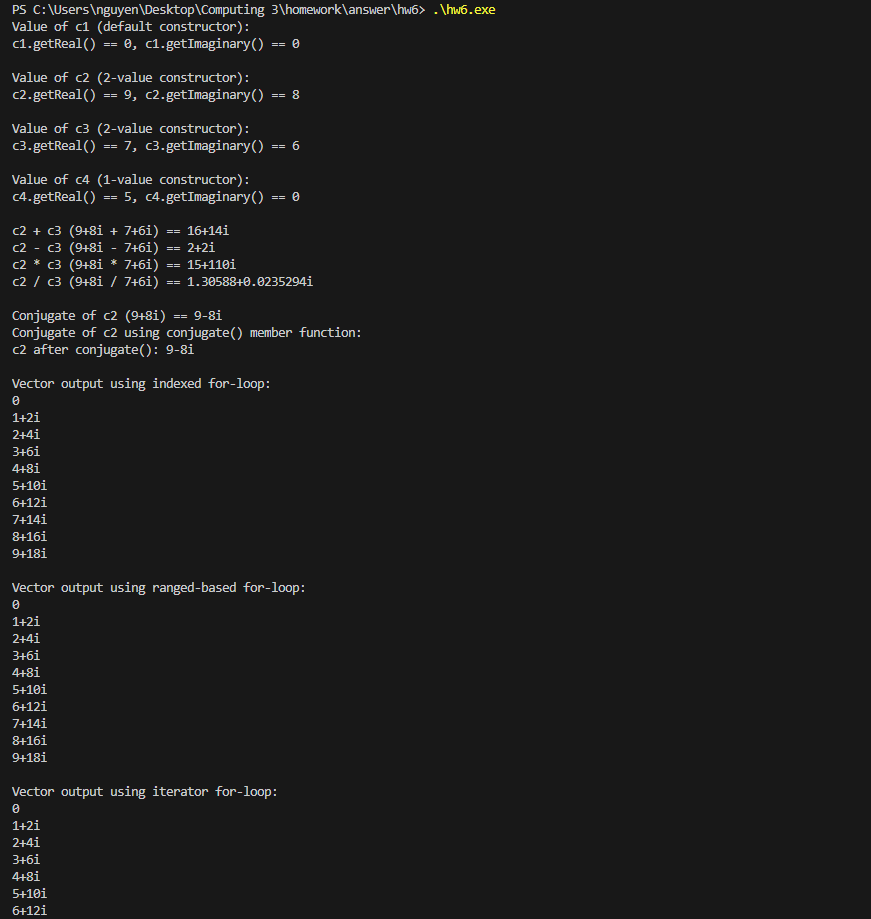 PS C:\Users\nguyen\Desktop\Computing 3\homework\answer\hw6> .\hw6.exe
Value of c1 (default constructor):
c1.getReal() == 0, c1.getImaginary() == 0

Value of c2 (2-value constructor):
c2.getReal() == 9, c2.getImaginary() == 8

Value of c3 (2-value constructor):
c3.getReal() == 7, c3.getImaginary() == 6

Value of c4 (1-value constructor):
c4.getReal() == 5, c4.getImaginary() == 0

c2 + c3 (9+8i + 7+6i) == 16+14i
c2 - c3 (9+8i - 7+6i) == 2+2i
c2 * c3 (9+8i * 7+6i) == 15+110i
c2 / c3 (9+8i / 7+6i) == 1.30588+0.0235294i

Conjugate of c2 (9+8i) == 9-8i
Conjugate of c2 using conjugate() member function:
c2 after conjugate(): 9-8i

Vector output using indexed for-loop:
0
1+2i
2+4i
3+6i
4+8i
5+10i
6+12i
7+14i
8+16i
9+18i

Vector output using ranged-based for-loop:
0
1+2i
2+4i
3+6i
4+8i
5+10i
6+12i
7+14i
8+16i
9+18i

Vector output using iterator for-loop:
0
1+2i
2+4i
3+6i
4+8i
5+10i
6+12i